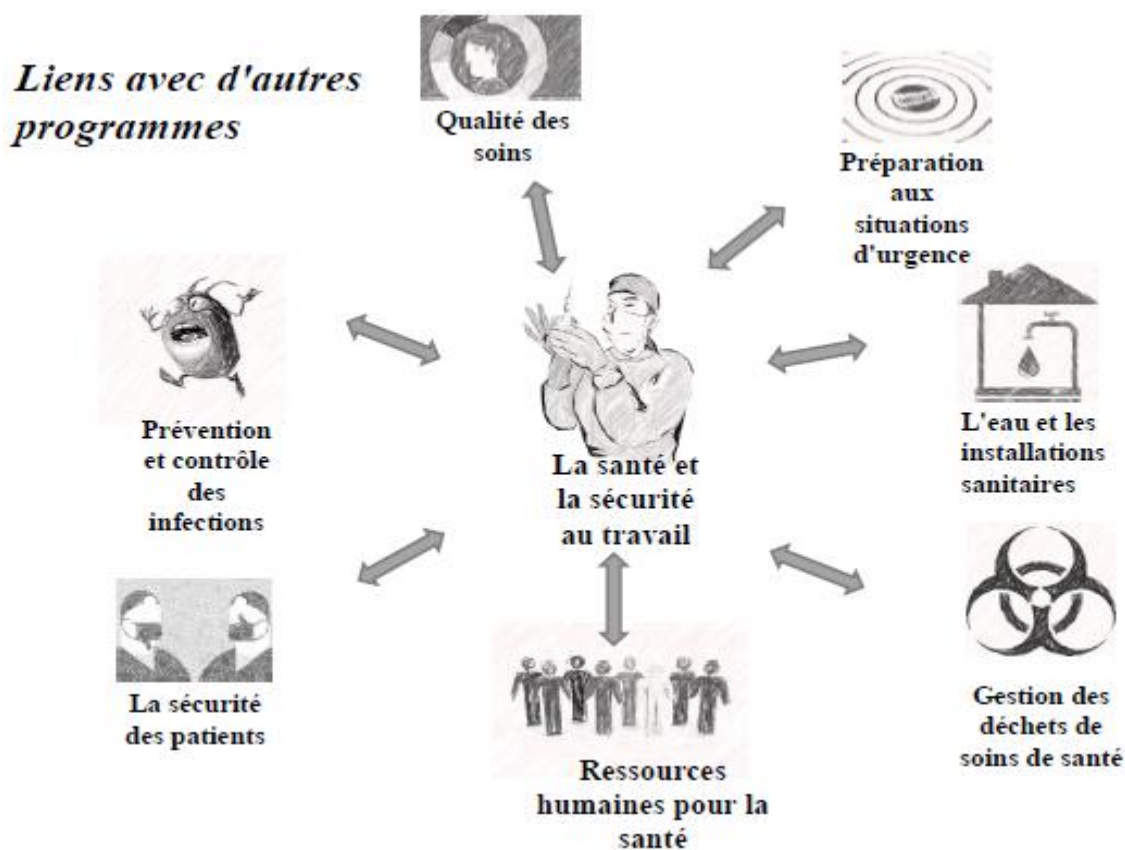 Liens avec d'autres
programmes
Qualité des
soins
Préparation
aux
situations
d'urgence
L'eau et les
installations
sanitaires
Gestion des
déchets de
soins de santé
Ressources
humaines pour la
santé
La sécurité
des patients
Prévention
et contrôle
des
infections
La santé et
la sécurité
au travail